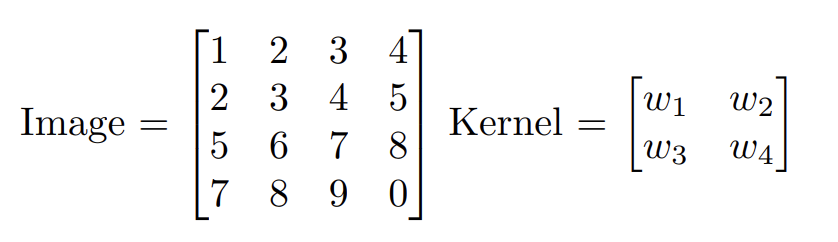 Image = [1 2 3 4
2 3 4 5
5 6 7 8
7 8 9 0] Kernel = [w₁ w₂
w₃ w₄]